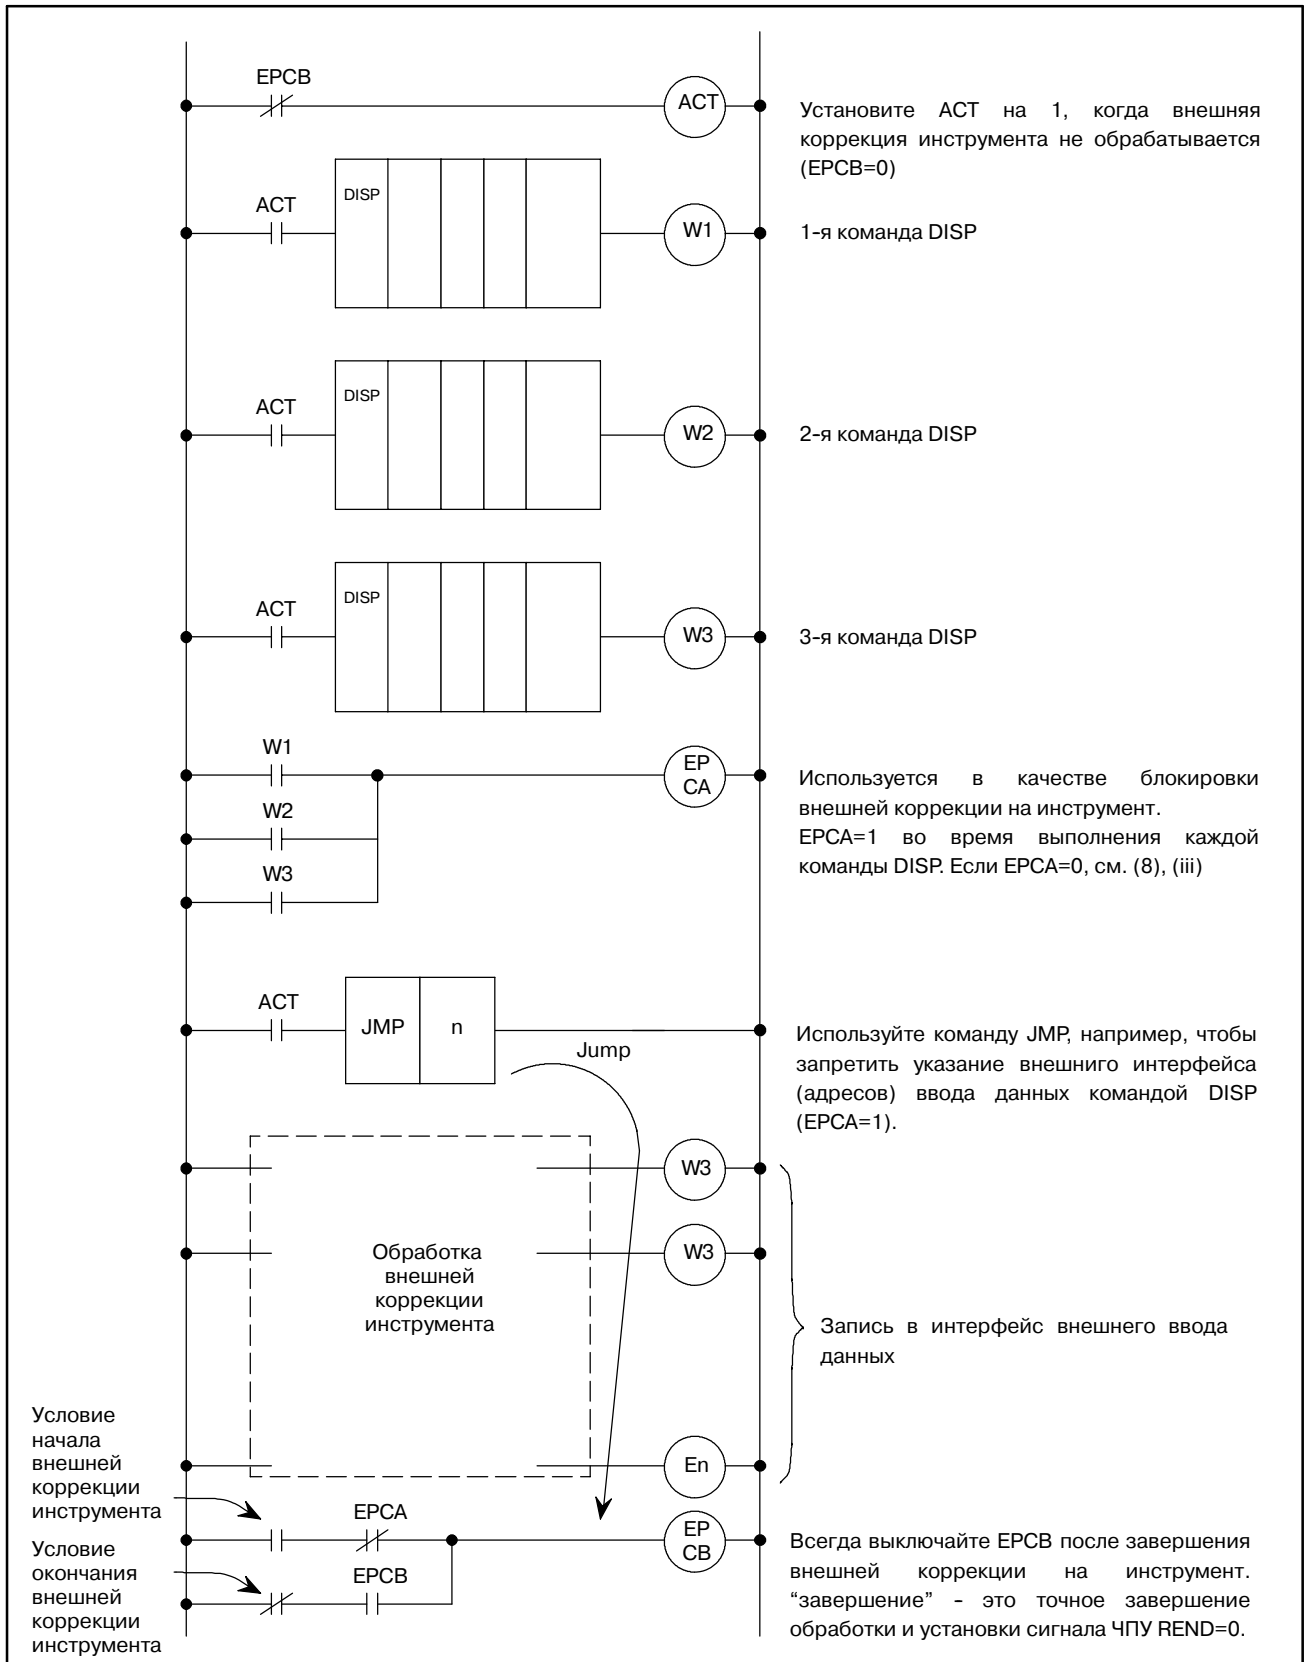 EPCB
ACT
Установите ACT на 1, когда внешняя
коррекция инструмента не обрабатывается
(EPCB=0)
ACT
DISP
W1
1-я команда DISP
ACT
DISP
W2
2-я команда DISP
ACT
DISP
W3
3-я команда DISP
W1
EP
CA
W2
W3
Используется в качестве блокировки
внешней коррекции на инструмент.
EPCA=1 во время выполнения каждой
команды DISP. Если EPCA=0, см. (8), (iii)
ACT
JMP
n
Jump
Используйте команду JMP, например, чтобы
запретить указание внешниго интерфейса
(адресов) ввода данных командой DISP
(EPCA=1).
W3
W3
Обработка
внешней
коррекции
инструмента
Запись в интерфейс внешнего ввода
данных
En
Условие
начала
внешней
коррекции
инструмента
EPCA
EP
CB
Условие
окончания
внешней
коррекции
инструмента
EPCB
Всегда выключайте EPCB после завершения
внешней коррекции на инструмент.
“завершение” - это точное завершение
обработки и установки сигнала ЧПУ REND=0.